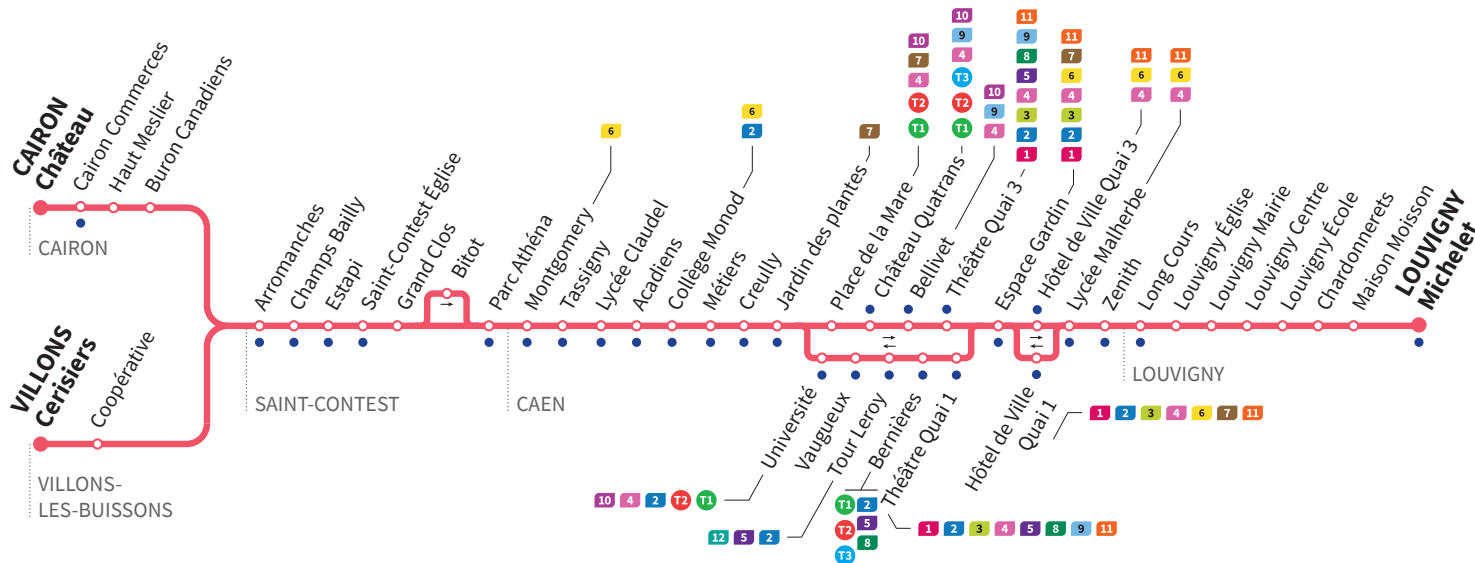 CAIRON
Château
Cairon Commerces
Haut Meslier
Buron Canadiens
CAIRON
VILLONS
Cerisiers
Coopérative
VILLONS-
LES-BUISSONS
Arromanches
Champs Bailly
Estapi
Saint-Contest Église
Grand Clos
Bitot
→
SAINT-CONTEST
Parc Athéna
Montgomery
6
Tassigny
Lycée Claudel
Acadiens
Collège Monod
6
2
Métiers
Creully
Jardin des plantes
7
CAEN
Place de la Mare
10
7
4
T2
T1
Château Quatrans
10
9
4
T3
T2
T1
Bellivet
10
9
4
Théâtre Quai 3
11
9
8
5
4
3
2
1
→
←
Université
10 4 2 T2 T1
Vaugueux
Tour Leroy
12 5 2
Bernières
T1 2
T2 5
T3 8
Théâtre Quai 1
1 2 3 4 5 8 9 11
Espace Gardin
11
7
6
4
3
2
1
Hôtel de Ville Quai 3
11
6
4
→
←
Hôtel de Ville
Quai 1
1 2 3 4 6 7 11
Lycée Malherbe
11
6
4
Zenith
Long Cours
Louvigny Église
Louvigny Mairie
Louvigny Centre
Louvigny École
Chardonnerets
Maison Moisson
LOUVIGNY
Michelet
LOUVIGNY